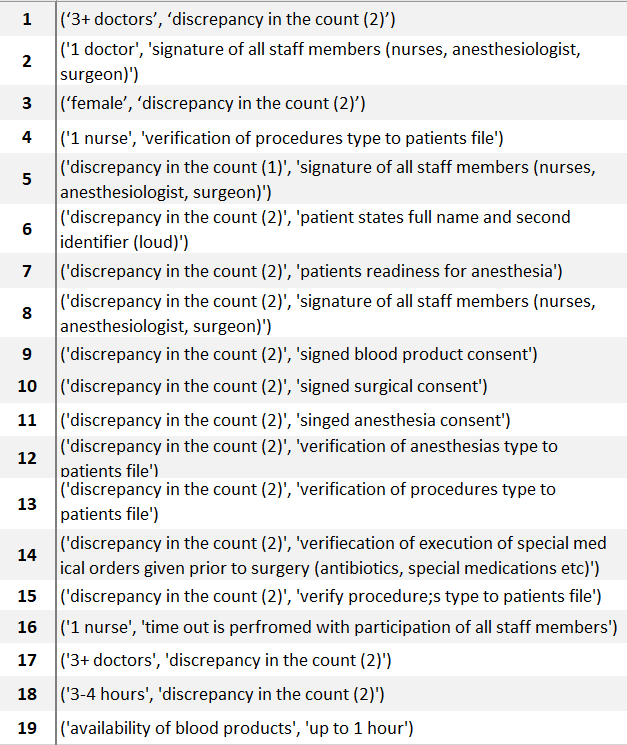 1 (‘3+ doctors’, ‘discrepancy in the count (2)’)
2 ('1 doctor', 'signature of all staff members (nurses, anesthesiologist,
surgeon)')
3 (‘female’, ‘discrepancy in the count (2)’)
4 ('1 nurse', 'verification of procedures type to patients file')
5 ('discrepancy in the count (1)', 'signature of all staff members (nurses,
anesthesiologist, surgeon)')
6 ('discrepancy in the count (2)', 'patient states full name and second
identifier (loud)')
7 ('discrepancy in the count (2)', 'patients readiness for anesthesia')
8 ('discrepancy in the count (2)', 'signature of all staff members (nurses,
anesthesiologist, surgeon)')
9 ('discrepancy in the count (2)', 'signed blood product consent')
10 ('discrepancy in the count (2)', 'signed surgical consent')
11 ('discrepancy in the count (2)', 'singed anesthesia consent')
12 ('discrepancy in the count (2)', 'verification of anesthesias type to
patients file')
13 ('discrepancy in the count (2)', 'verification of procedures type to
patients file')
14 ('discrepancy in the count (2)', 'verifiecation of execution of special med
ical orders given prior to surgery (antibiotics, special medications etc)')
15 ('discrepancy in the count (2)', 'verify procedure;s type to patients file')
16 ('1 nurse', 'time out is perfromed with participation of all staff members')
17 ('3+ doctors', 'discrepancy in the count (2)')
18 ('3-4 hours', 'discrepancy in the count (2)')
19 ('availability of blood products', 'up to 1 hour')